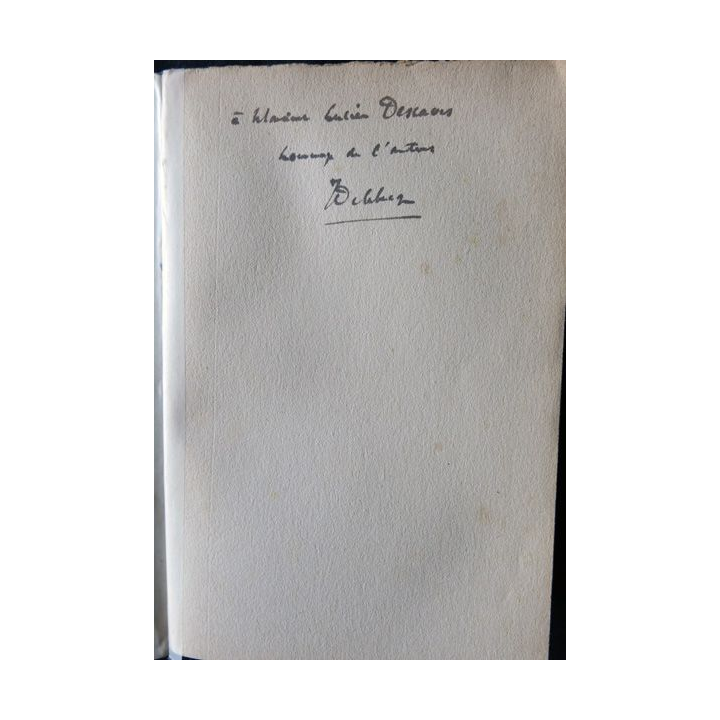 à Madame Lucien Descaves
hommage de l'auteur